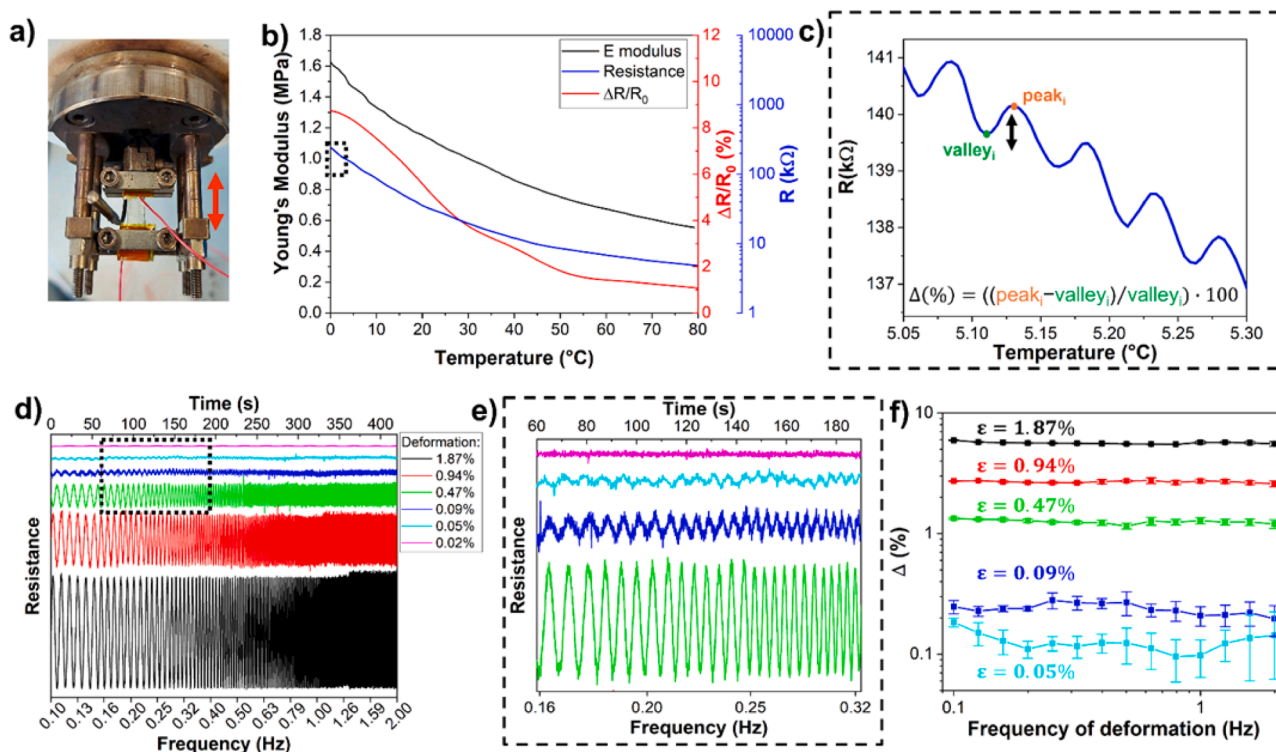 a)
b)
1.8
1.6
1.4
1.2
1.0
0.8
0.6
0.4
0.2
0.0
Young's Modulus (MPa)
E modulus
Resistance
ΔR/R₀
12
10
8
6
4
2
0
ΔR/R₀ (%)
10000
1000
100
10
1
R (kΩ)
0 10 20 30 40 50 60 70 80
Temperature (°C)
c)
141
140
139
138
137
R(kΩ)
peakᵢ
valleyᵢ
Δ(%) = ((peakᵢ−valleyᵢ)/valleyᵢ) · 100
5.05 5.10 5.15 5.20 5.25 5.30
Temperature (°C)
d)
Time (s)
0 50 100 150 200 250 300 350 400
Deformation:
1.87%
0.94%
0.47%
0.09%
0.05%
0.02%
Resistance
0.10 0.13 0.16 0.20 0.25 0.32 0.40 0.50 0.63 0.79 1.00 1.26 1.59 2.00
Frequency (Hz)
e)
Time (s)
60 80 100 120 140 160 180
Resistance
0.16 0.20 0.32
Frequency (Hz)
f)
10
1
0.1
Δ (%)
ε = 1.87%
ε = 0.94%
ε = 0.47%
ε = 0.09%
ε = 0.05%
0.1 1
Frequency of deformation (Hz)